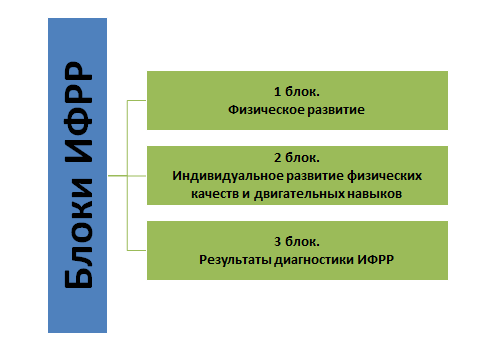 Блоки ИФРР
1 блок.
Физическое развитие
2 блок.
Индивидуальное развитие физических
качеств и двигательных навыков
3 блок.
Результаты диагностики ИФРР